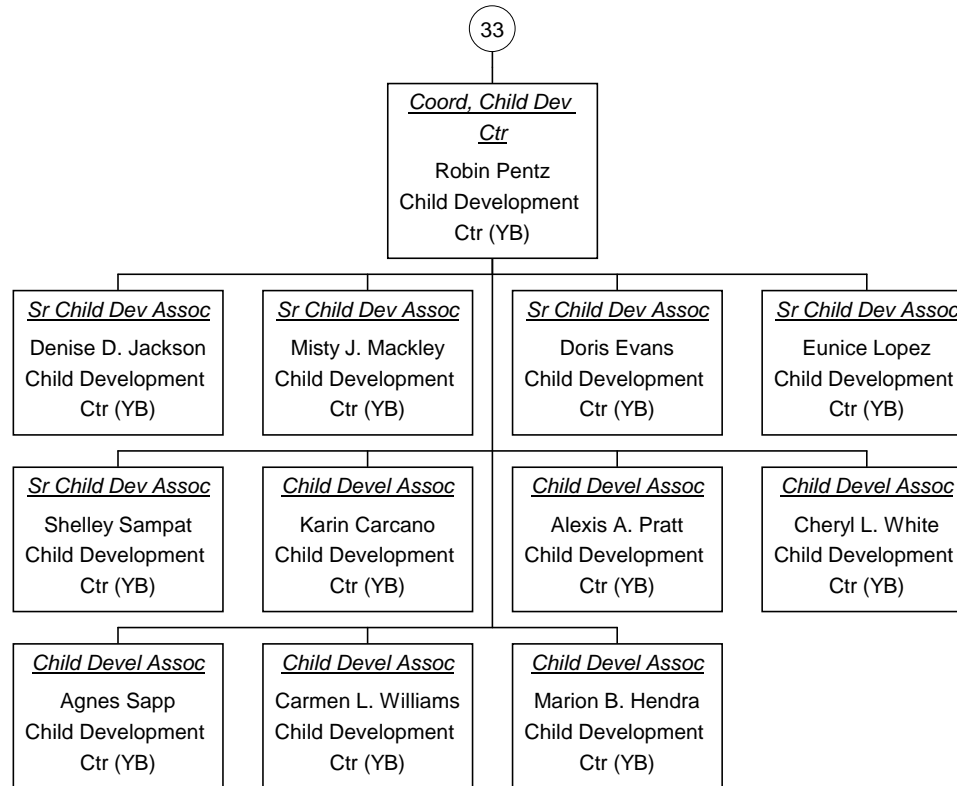 33
Coord, Child Dev
Ctr
Robin Pentz
Child Development
Ctr (YB)
Sr Child Dev Assoc
Denise D. Jackson
Child Development
Ctr (YB)
Sr Child Dev Assoc
Misty J. Mackley
Child Development
Ctr (YB)
Sr Child Dev Assoc
Doris Evans
Child Development
Ctr (YB)
Sr Child Dev Assoc
Eunice Lopez
Child Development
Ctr (YB)
Sr Child Dev Assoc
Shelley Sampat
Child Development
Ctr (YB)
Child Devel Assoc
Karin Carcano
Child Development
Ctr (YB)
Child Devel Assoc
Alexis A. Pratt
Child Development
Ctr (YB)
Child Devel Assoc
Cheryl L. White
Child Development
Ctr (YB)
Child Devel Assoc
Agnes Sapp
Child Development
Ctr (YB)
Child Devel Assoc
Carmen L. Williams
Child Development
Ctr (YB)
Child Devel Assoc
Marion B. Hendra
Child Development
Ctr (YB)